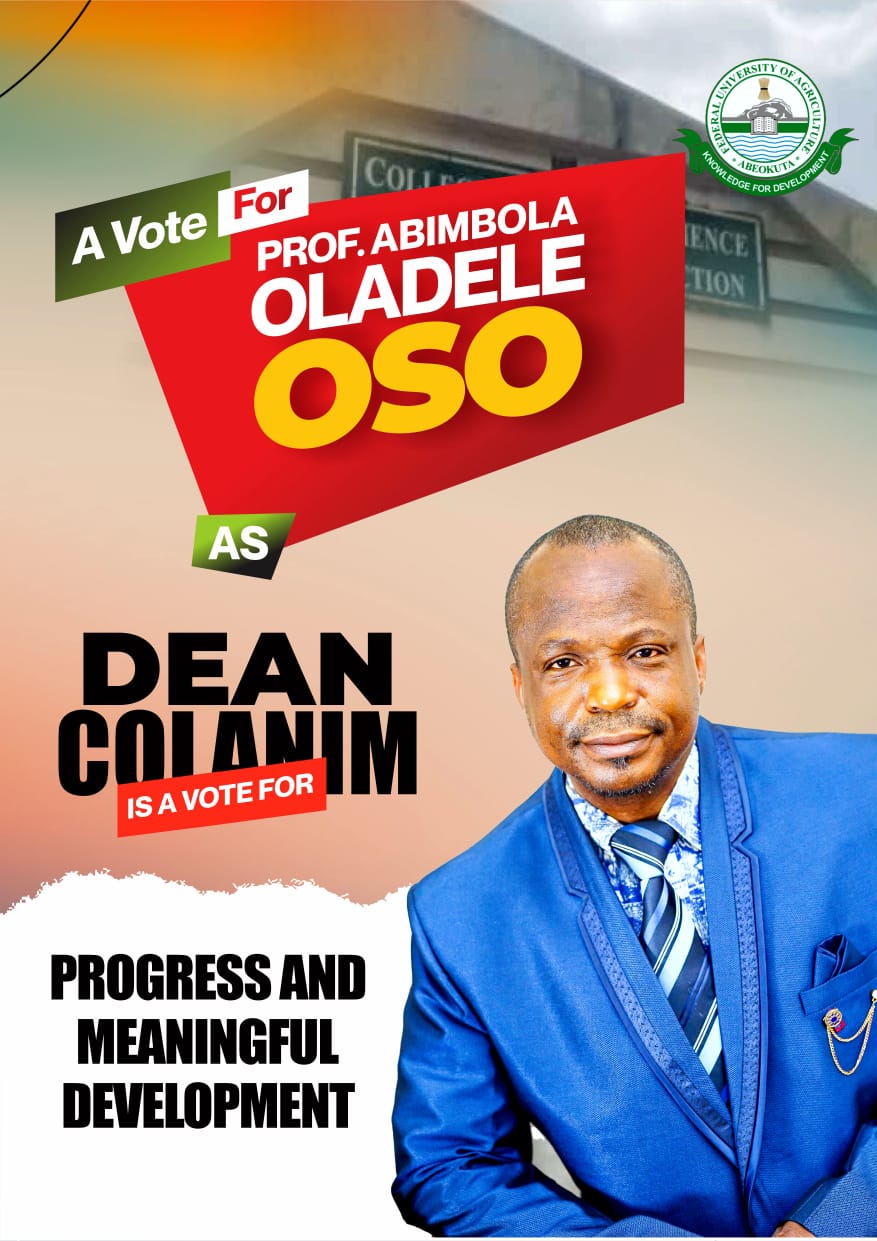 FEDERAL UNIVERSITY OF AGRICULTURE
• ABEOKUTA •
KNOWLEDGE FOR DEVELOPMENT
A Vote For
PROF. ABIMBOLA
OLADELE
OSO
AS
DEAN
COLANIM
IS A VOTE FOR
PROGRESS AND
MEANINGFUL
DEVELOPMENT